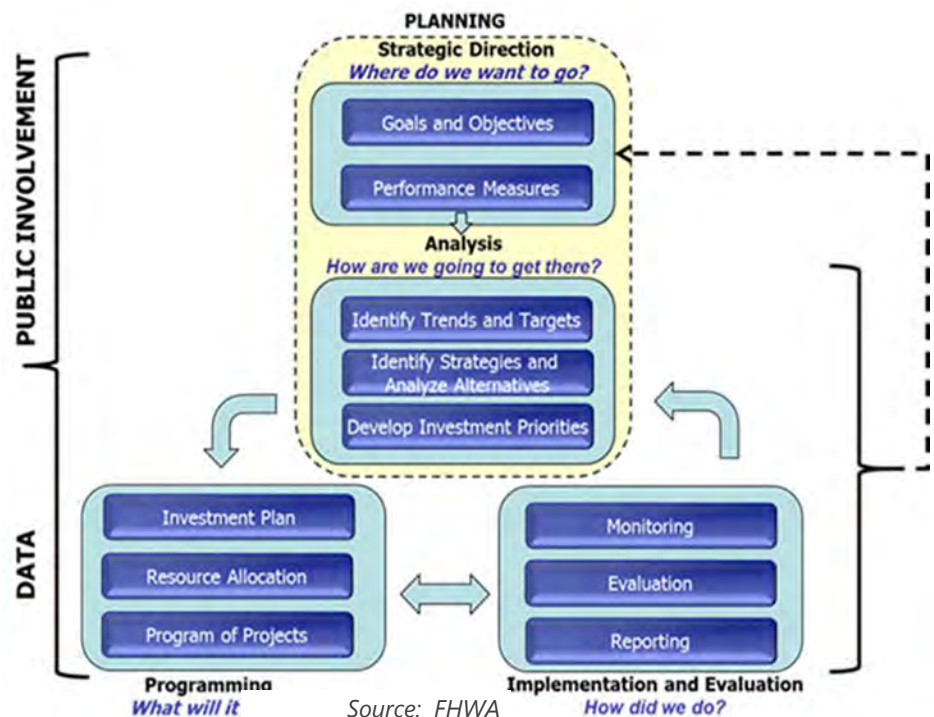 PLANNING
Strategic Direction
Where do we want to go?
Goals and Objectives
Performance Measures
Analysis
How are we going to get there?
Identify Trends and Targets
Identify Strategies and
Analyze Alternatives
Develop Investment Priorities
PUBLIC INVOLVEMENT
DATA
Investment Plan
Resource Allocation
Program of Projects
Programming
What will it
Monitoring
Evaluation
Reporting
Implementation and Evaluation
How did we do?
Source: FHWA